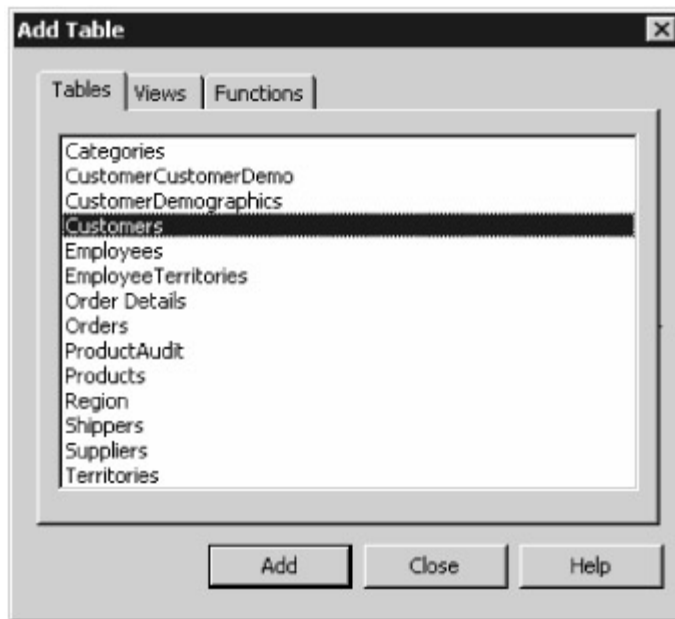 Add Table
Tables Views Functions
Categories
CustomerCustomerDemo
CustomerDemographics
Customers
Employees
EmployeeTerritories
Order Details
Orders
ProductAudit
Products
Region
Shippers
Suppliers
Territories
Add Close Help